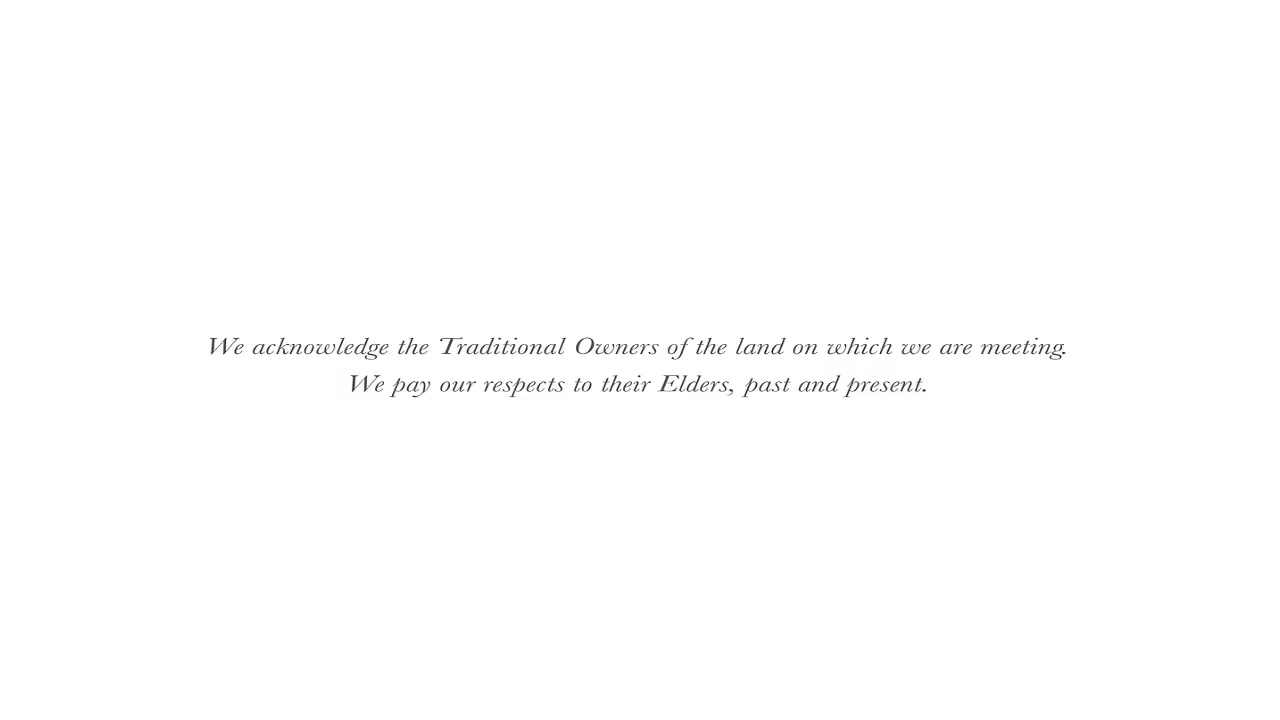 We acknowledge the Traditional Owners of the land on which we are meeting.
We pay our respects to their Elders, past and present.